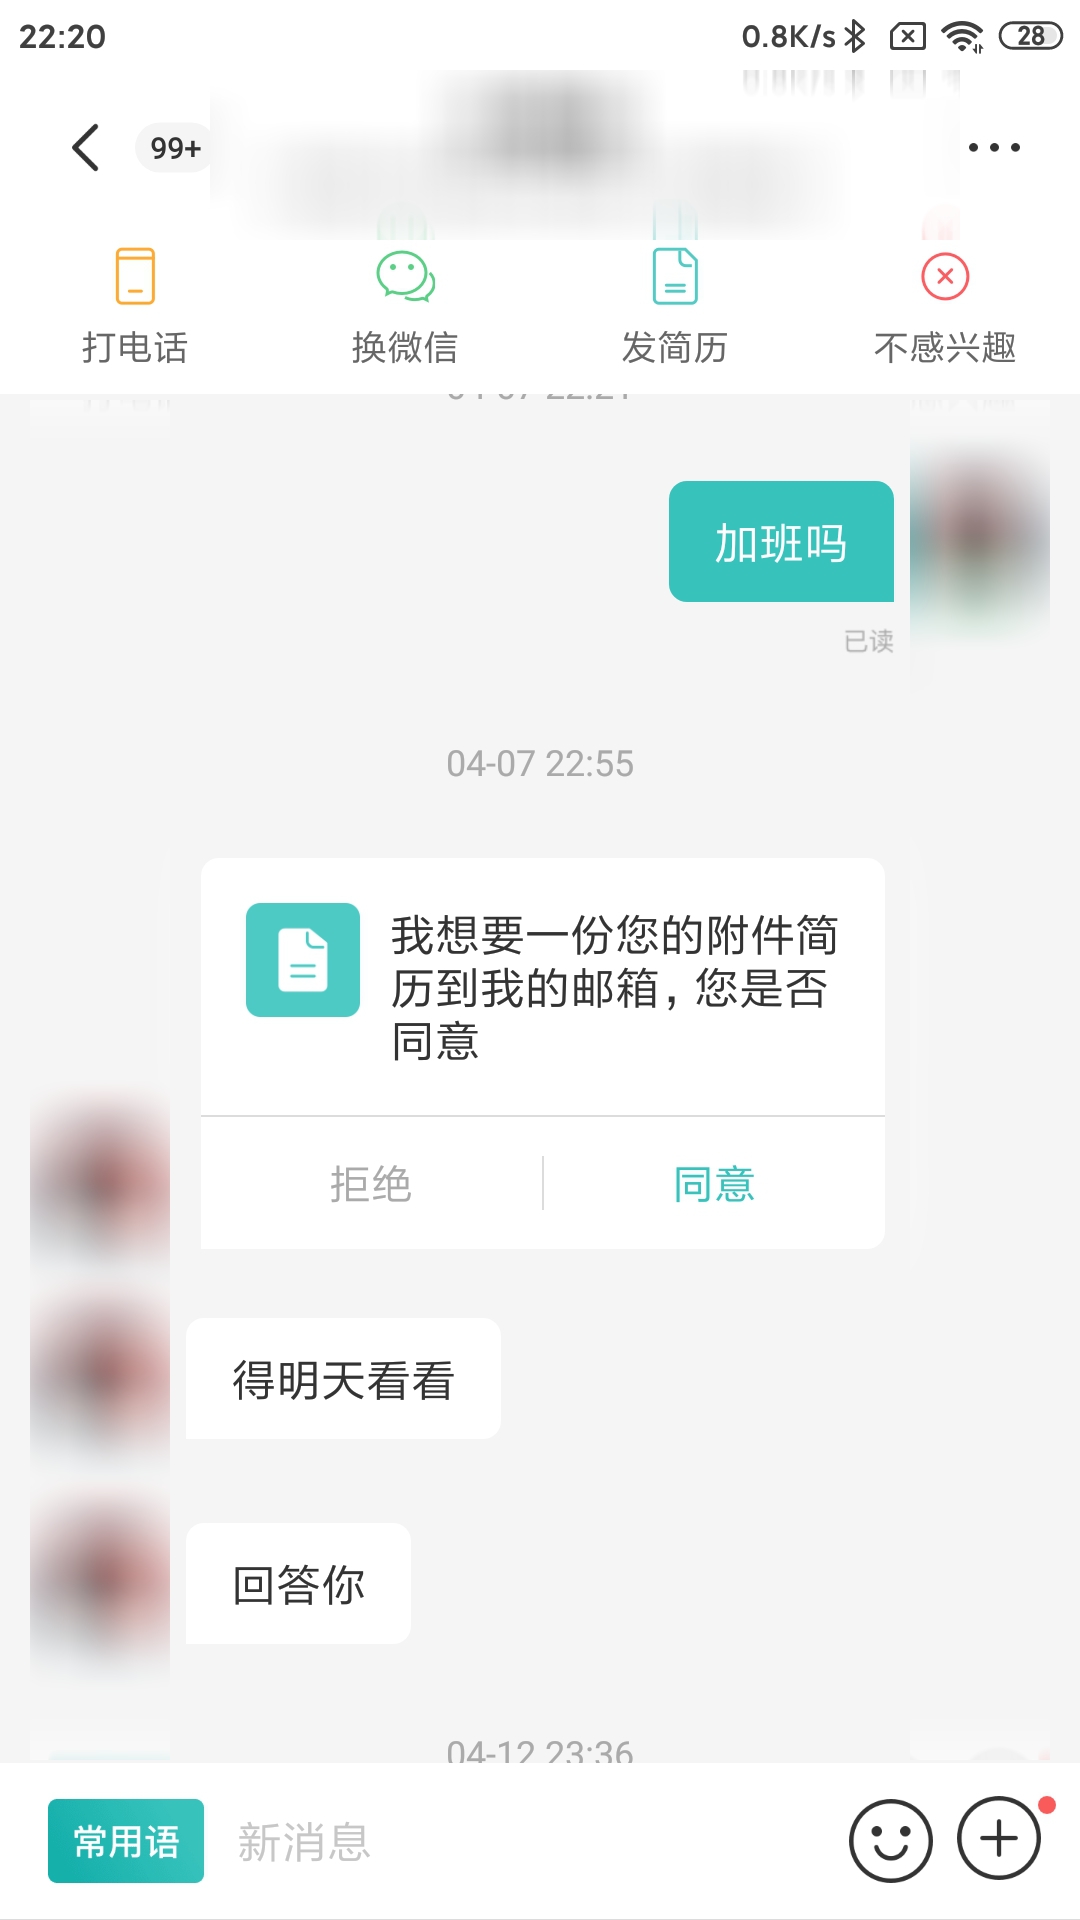 22:20
0.8K/s
28
99+
打电话
换微信
发简历
不感兴趣
加班吗
已读
04-07 22:55
我想要一份您的附件简
历到我的邮箱，您是否
同意
拒绝
同意
得明天看看
回答你
04-12 23:36
常用语
新消息